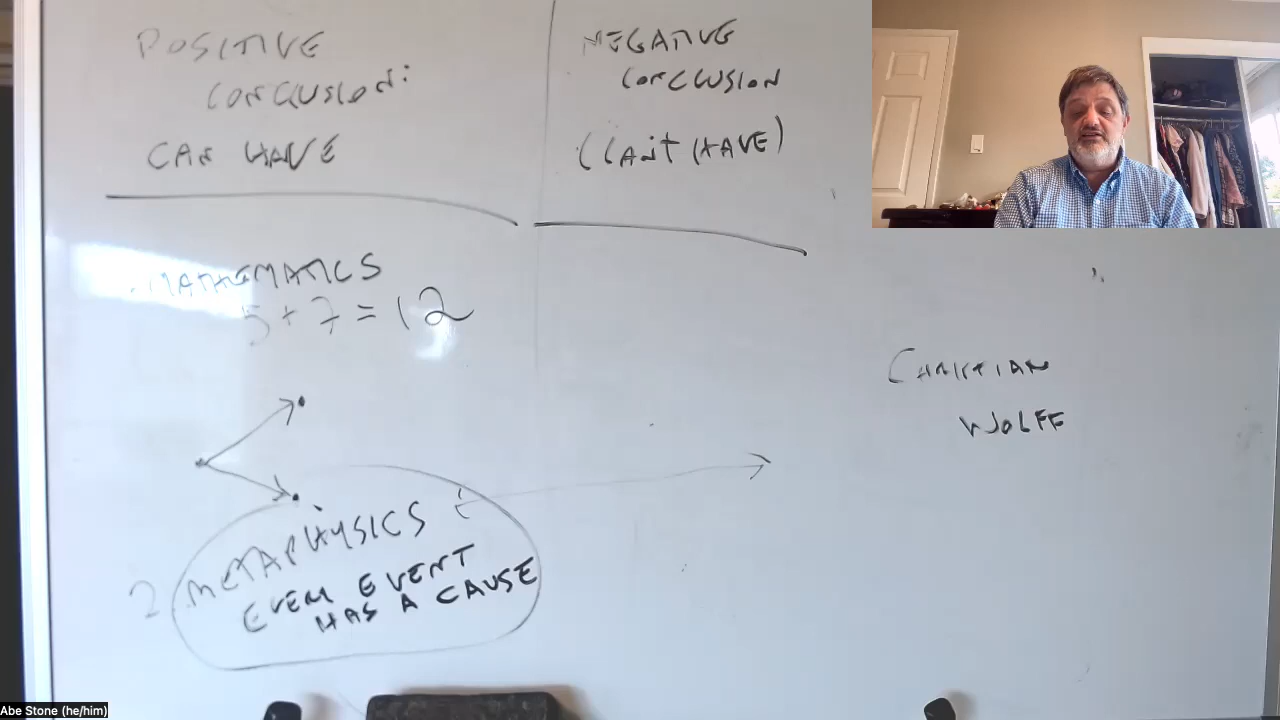 POSITIVE
CONCLUSION:
CAN HAVE
NEGATIVE
CONCLUSION
(CAN'T HAVE)
MATHEMATICS
5 + 7 = 12
CHRISTIAN
WOLFF
2 METAPHYSICS
EVERY EVENT
HAS A CAUSE
Abe Stone (he/him)